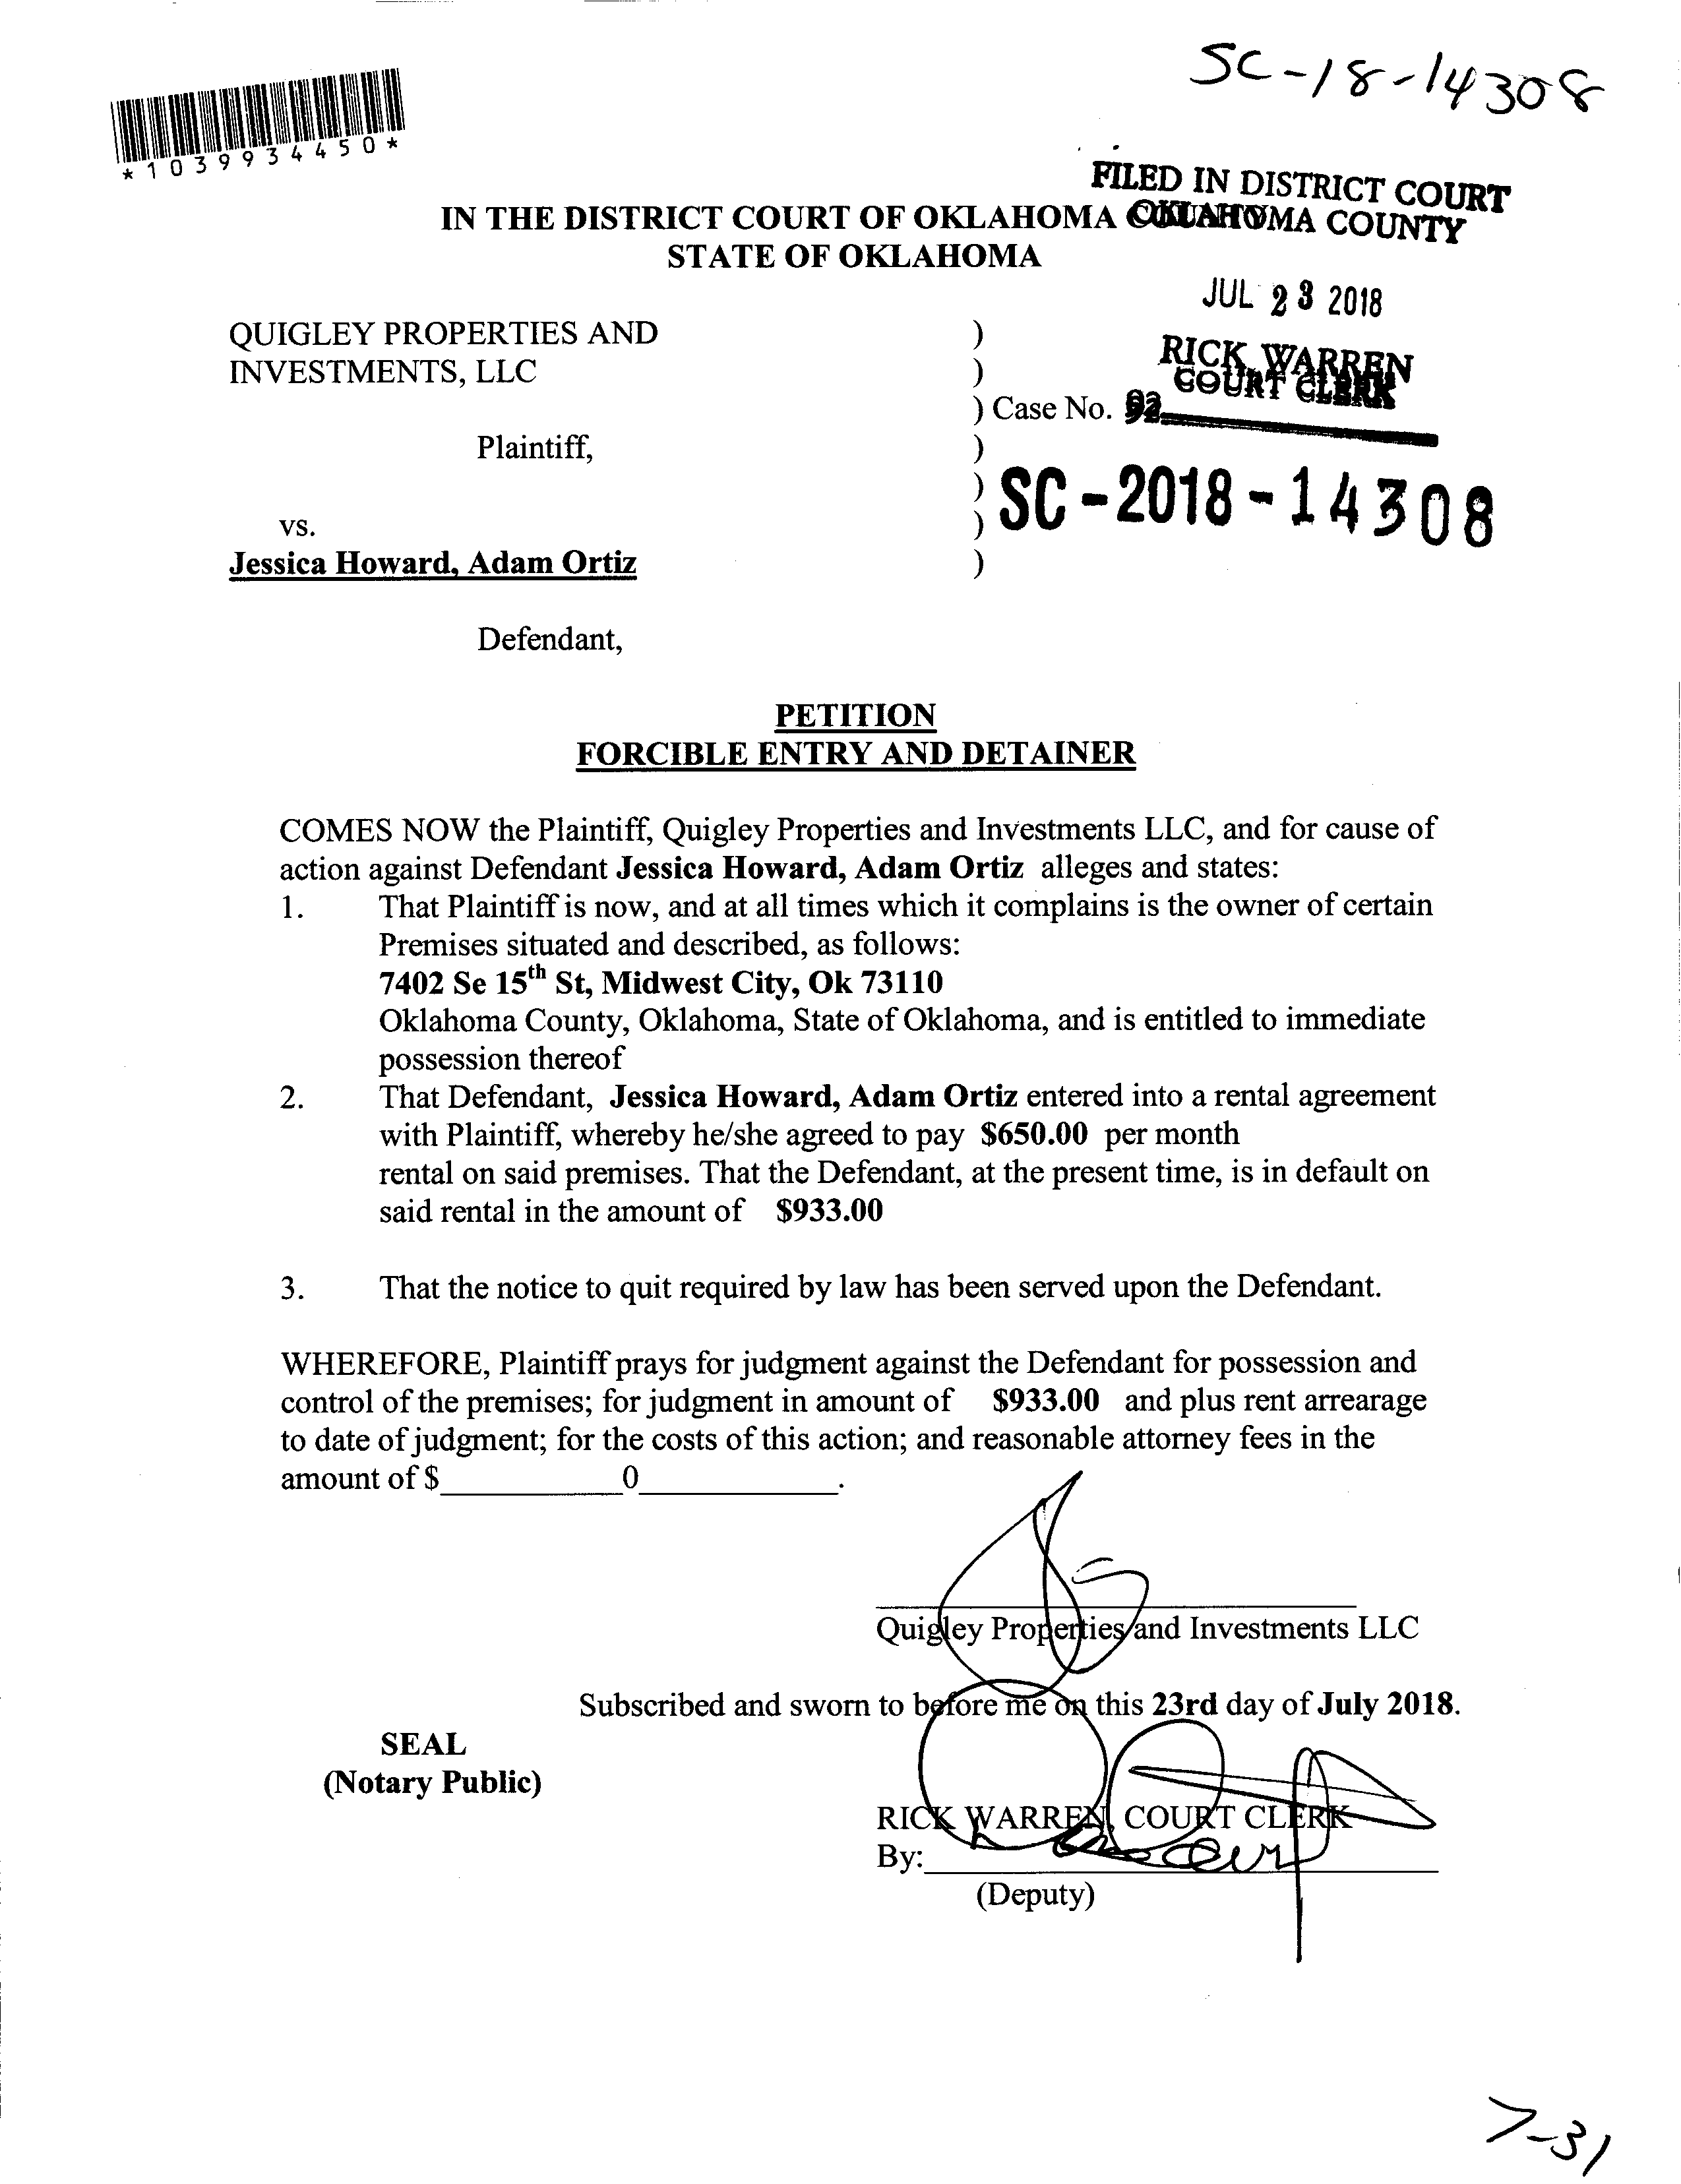 SC-18-14308
*1039934450*
FILED IN DISTRICT COURT
OKLAHOMA COUNTY
IN THE DISTRICT COURT OF OKLAHOMA COUNTY
STATE OF OKLAHOMA
JUL 23 2018
QUIGLEY PROPERTIES AND )
INVESTMENTS, LLC )
RICK WARREN
COURT CLERK
) Case No.
Plaintiff, )
) SC-2018-14308
vs. )
Jessica Howard, Adam Ortiz )
Defendant,
PETITION
FORCIBLE ENTRY AND DETAINER
COMES NOW the Plaintiff, Quigley Properties and Investments LLC, and for cause of
action against Defendant Jessica Howard, Adam Ortiz alleges and states:
1. That Plaintiff is now, and at all times which it complains is the owner of certain
Premises situated and described, as follows:
7402 Se 15th St, Midwest City, Ok 73110
Oklahoma County, Oklahoma, State of Oklahoma, and is entitled to immediate
possession thereof
2. That Defendant, Jessica Howard, Adam Ortiz entered into a rental agreement
with Plaintiff, whereby he/she agreed to pay $650.00 per month
rental on said premises. That the Defendant, at the present time, is in default on
said rental in the amount of $933.00
3. That the notice to quit required by law has been served upon the Defendant.
WHEREFORE, Plaintiff prays for judgment against the Defendant for possession and
control of the premises; for judgment in amount of $933.00 and plus rent arrearage
to date of judgment; for the costs of this action; and reasonable attorney fees in the
amount of $____________0____________.
Quigley Properties and Investments LLC
Subscribed and sworn to before me on this 23rd day of July 2018.
SEAL
(Notary Public)
RICK WARREN, COURT CLERK
By:
(Deputy)
7-31